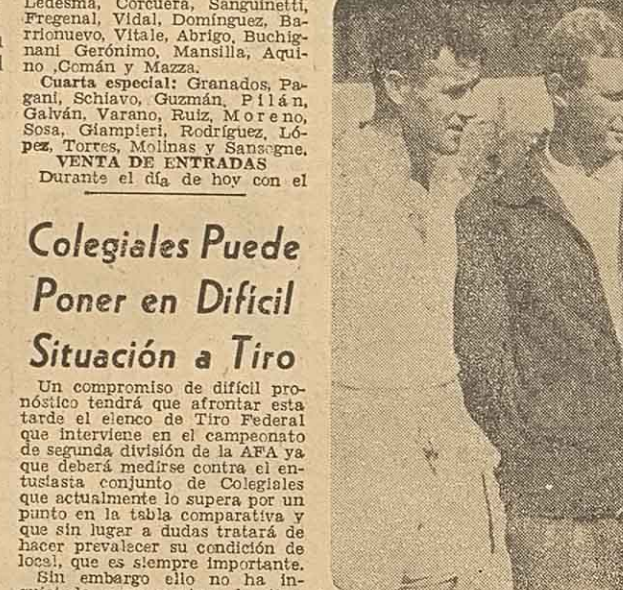 Ledesma, Corcuera, Sanguinetti,
Fregenal, Vidal, Domínguez, Ba-
rrionuevo, Vitale, Abrigo, Buchig-
nani Gerónimo, Mansilla, Aqui-
no ,Comán y Mazza.
Cuarta especial: Granados, Pa-
gani, Schiavo, Guzmán, Pilán,
Galván, Varano, Ruiz, Moreno,
Sosa, Giampieri, Rodríguez, Ló-
pez, Torres, Molinas y Sansogne.
VENTA DE ENTRADAS
Durante el día de hoy con el
Colegiales Puede
Poner en Difícil
Situación a Tiro
Un compromiso de difícil pro-
nóstico tendrá que afrontar esta
tarde el elenco de Tiro Federal
que interviene en el campeonato
de segunda división de la AFA ya
que deberá medirse contra el en-
tusiasta conjunto de Colegiales
que actualmente lo supera por un
punto en la tabla comparativa y
que sin lugar a dudas tratará de
hacer prevalecer su condición de
local, que es siempre importante.
Sin embargo ello no ha in-